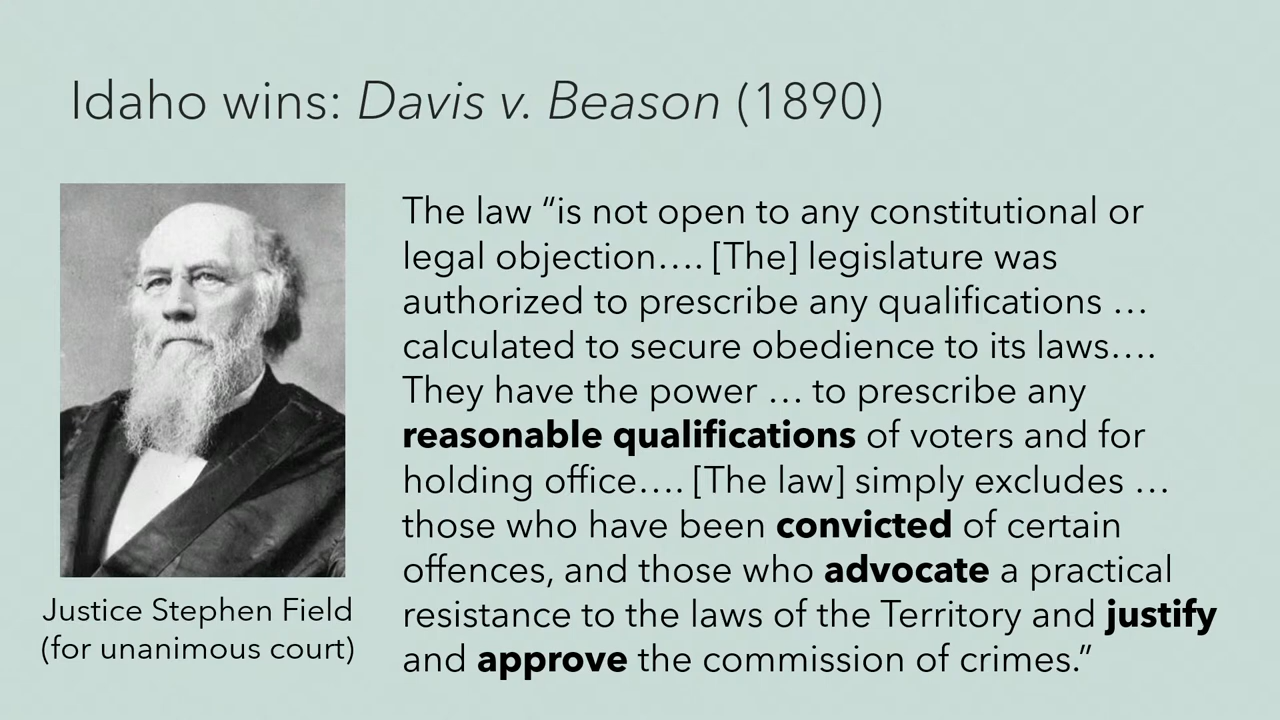 Idaho wins: Davis v. Beason (1890)
The law “is not open to any constitutional or
legal objection…. [The] legislature was
authorized to prescribe any qualifications …
calculated to secure obedience to its laws….
They have the power … to prescribe any
reasonable qualifications of voters and for
holding office…. [The law] simply excludes …
those who have been convicted of certain
offences, and those who advocate a practical
resistance to the laws of the Territory and justify
and approve the commission of crimes.”
Justice Stephen Field
(for unanimous court)